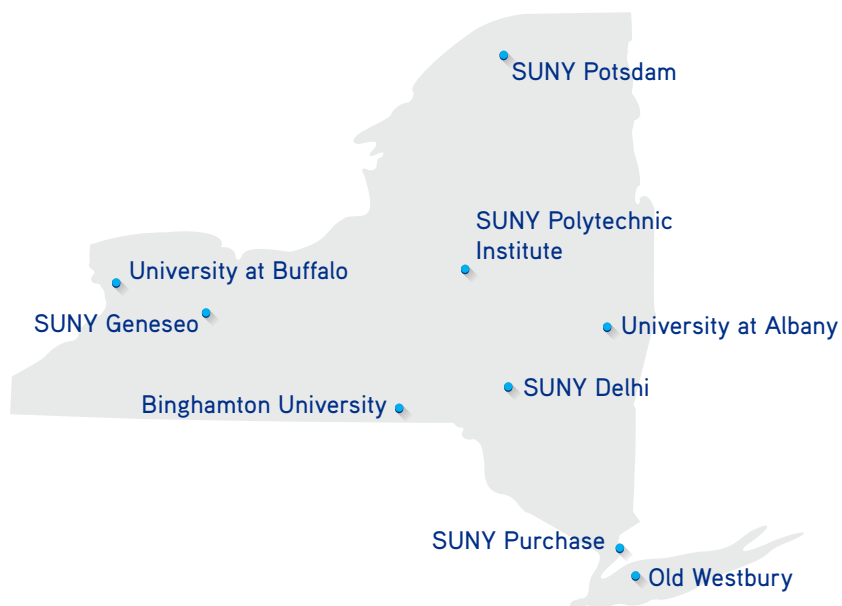 SUNY Potsdam
SUNY Polytechnic
Institute
University at Buffalo
SUNY Geneseo
University at Albany
SUNY Delhi
Binghamton University
SUNY Purchase
Old Westbury